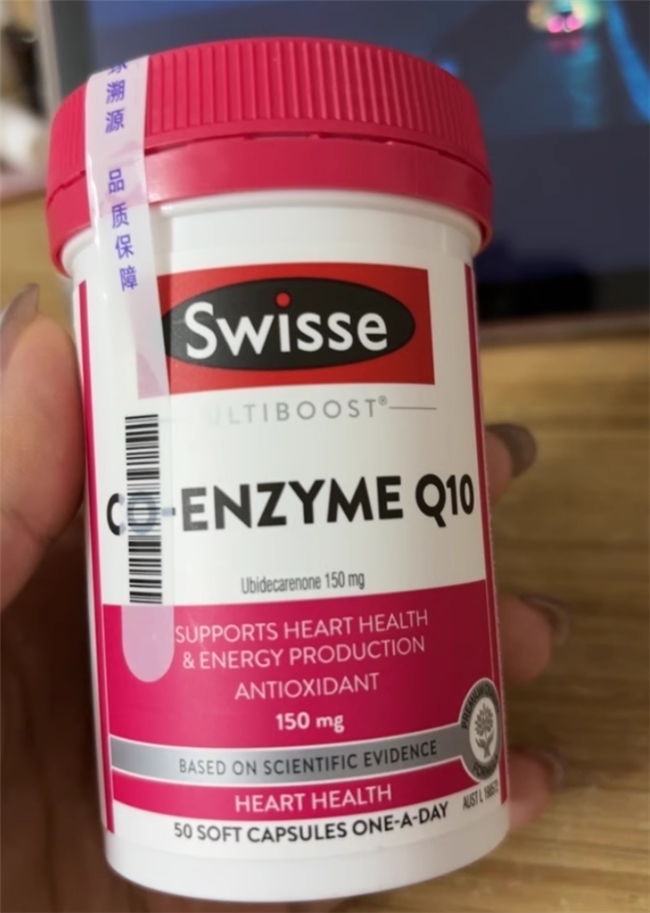 溯源 品质保障
Swisse
ULTIBOOST®
CO-ENZYME Q10
Ubidecarenone 150 mg
SUPPORTS HEART HEALTH
& ENERGY PRODUCTION
ANTIOXIDANT
150 mg
BASED ON SCIENTIFIC EVIDENCE
HEART HEALTH
50 SOFT CAPSULES ONE-A-DAY
AUST L